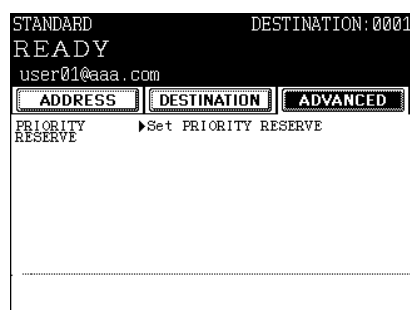 STANDARD DESTINATION:0001
READY
user01@aaa.com
ADDRESS DESTINATION ADVANCED
PRIORITY RESERVE ▶Set PRIORITY RESERVE